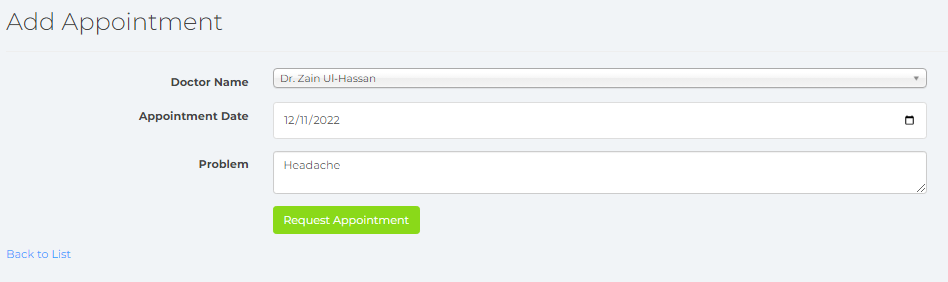 Add Appointment
Doctor Name Dr. Zain Ul-Hassan
Appointment Date 12/11/2022
Problem Headache
Request Appointment
Back to List